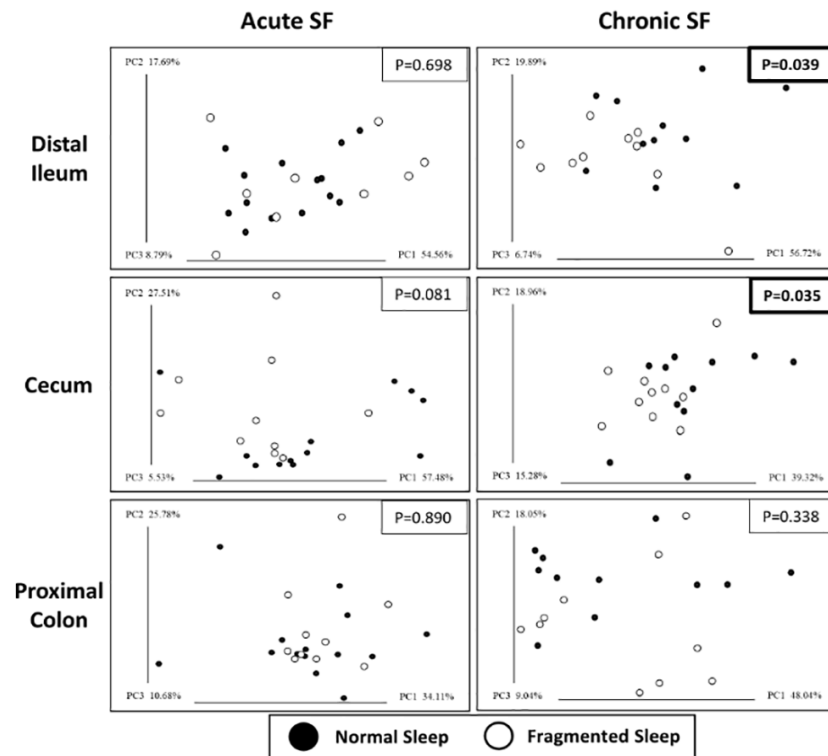 Acute SF
Chronic SF
Distal
Ileum
PC2 17.69%
P=0.698
PC3 8.79%
PC1 54.56%
PC2 19.89%
P=0.039
PC3 6.74%
PC1 56.72%
Cecum
PC2 27.51%
P=0.081
PC3 5.53%
PC1 57.48%
PC2 18.96%
P=0.035
PC3 15.28%
PC1 39.32%
Proximal
Colon
PC2 25.78%
P=0.890
PC3 10.68%
PC1 34.11%
PC2 18.05%
P=0.338
PC3 9.04%
PC1 48.04%
Normal Sleep
Fragmented Sleep